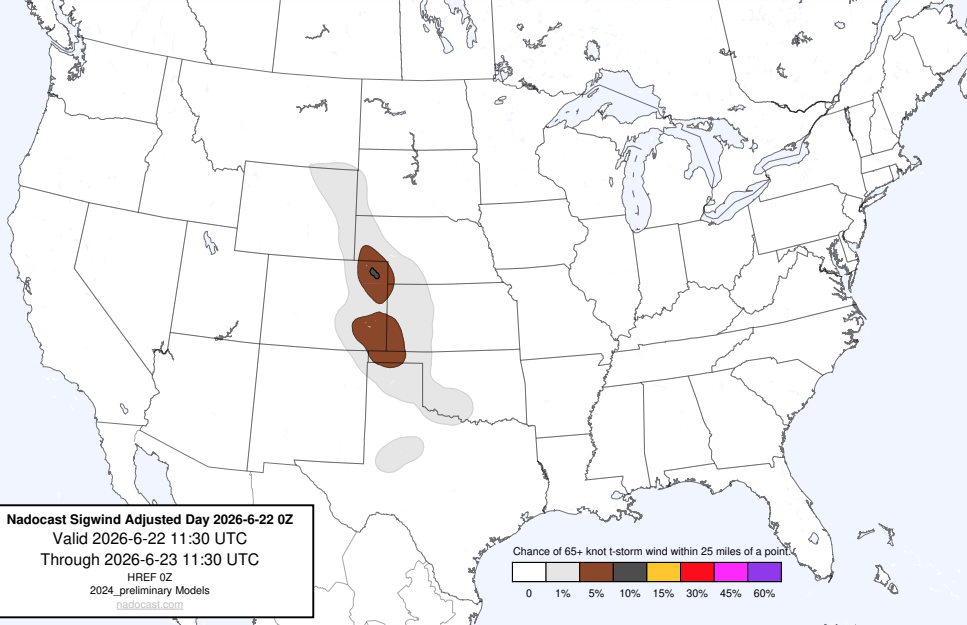 Nadocast Sigwind Adjusted Day 2026-6-22 0Z
Valid 2026-6-22 11:30 UTC
Through 2026-6-23 11:30 UTC
HREF 0Z
2024_preliminary Models
nadocast.com
Chance of 65+ knot t-storm wind within 25 miles of a point.
0 1% 5% 10% 15% 30% 45% 60%